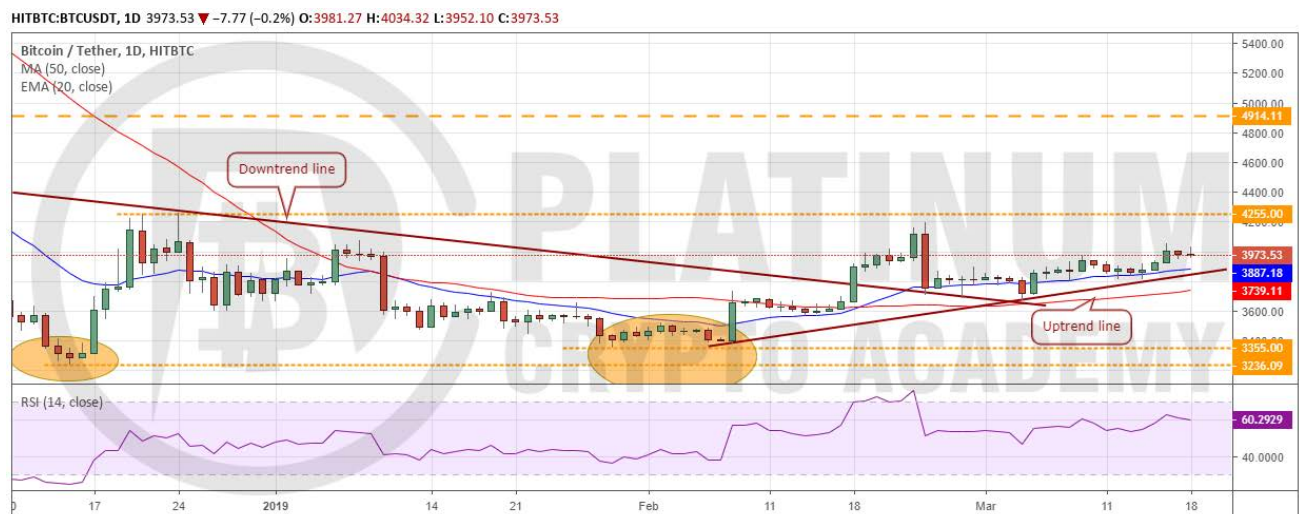 HITBTC:BTCUSDT, 1D 3973.53 ▼ −7.77 (−0.2%) O:3981.27 H:4034.32 L:3952.10 C:3973.53
Bitcoin / Tether, 1D, HITBTC
MA (50, close)
EMA (20, close)
5400.00
5200.00
5000.00
4914.11
4800.00
4600.00
4400.00
4255.00
4200.00
3973.53
3887.18
3739.11
3600.00
3355.00
3236.09
Downtrend line
Uptrend line
PLATINUM
CRYPTO ACADEMY
RSI (14, close)
60.2929
40.0000
17 24 2019 14 21 Feb 11 18 Mar 11 18